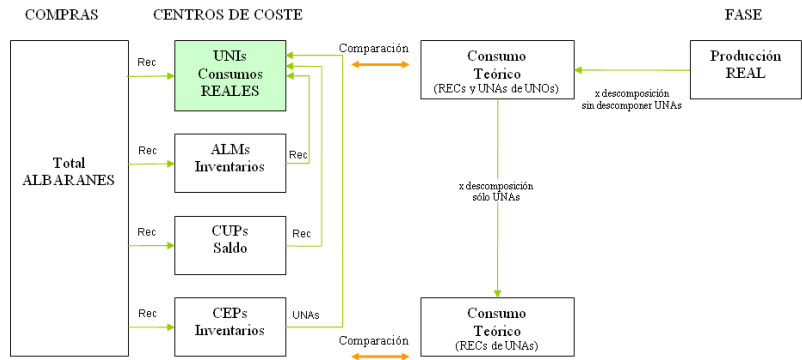 COMPRAS
CENTROS DE COSTE
FASE
Total
ALBARANES
Rec
UNIs
Consumos
REALES
Rec
ALMs
Inventarios
Rec
Rec
CUPs
Saldo
Rec
Rec
CEPs
Inventarios
UNAs
Comparación
Consumo
Teórico
(RECs y UNAs de UNOs)
Producción
REAL
x descomposición
sin descomponer UNAs
x descomposición
sólo UNAs
Comparación
Consumo
Teórico
(RECs de UNAs)